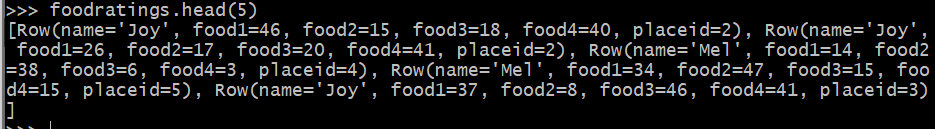 >>> foodratings.head(5)
[Row(name='Joy', food1=46, food2=15, food3=18, food4=40, placeid=2), Row(name='Joy',
 food1=26, food2=17, food3=20, food4=41, placeid=2), Row(name='Mel', food1=14, food2
=38, food3=6, food4=3, placeid=4), Row(name='Mel', food1=34, food2=47, food3=15, foo
d4=15, placeid=5), Row(name='Joy', food1=37, food2=8, food3=46, food4=41, placeid=3)
]
>>>